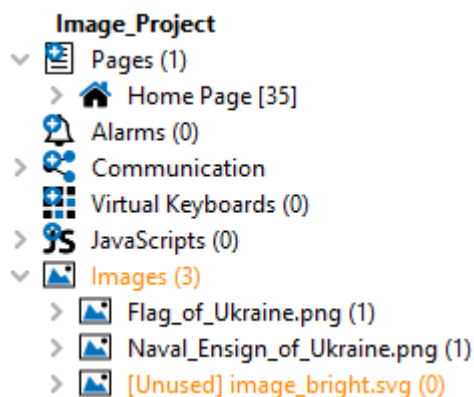 Image_Project
Pages (1)
Home Page [35]
Alarms (0)
Communication
Virtual Keyboards (0)
JavaScripts (0)
Images (3)
Flag_of_Ukraine.png (1)
Naval_Ensign_of_Ukraine.png (1)
[Unused] image_bright.svg (0)